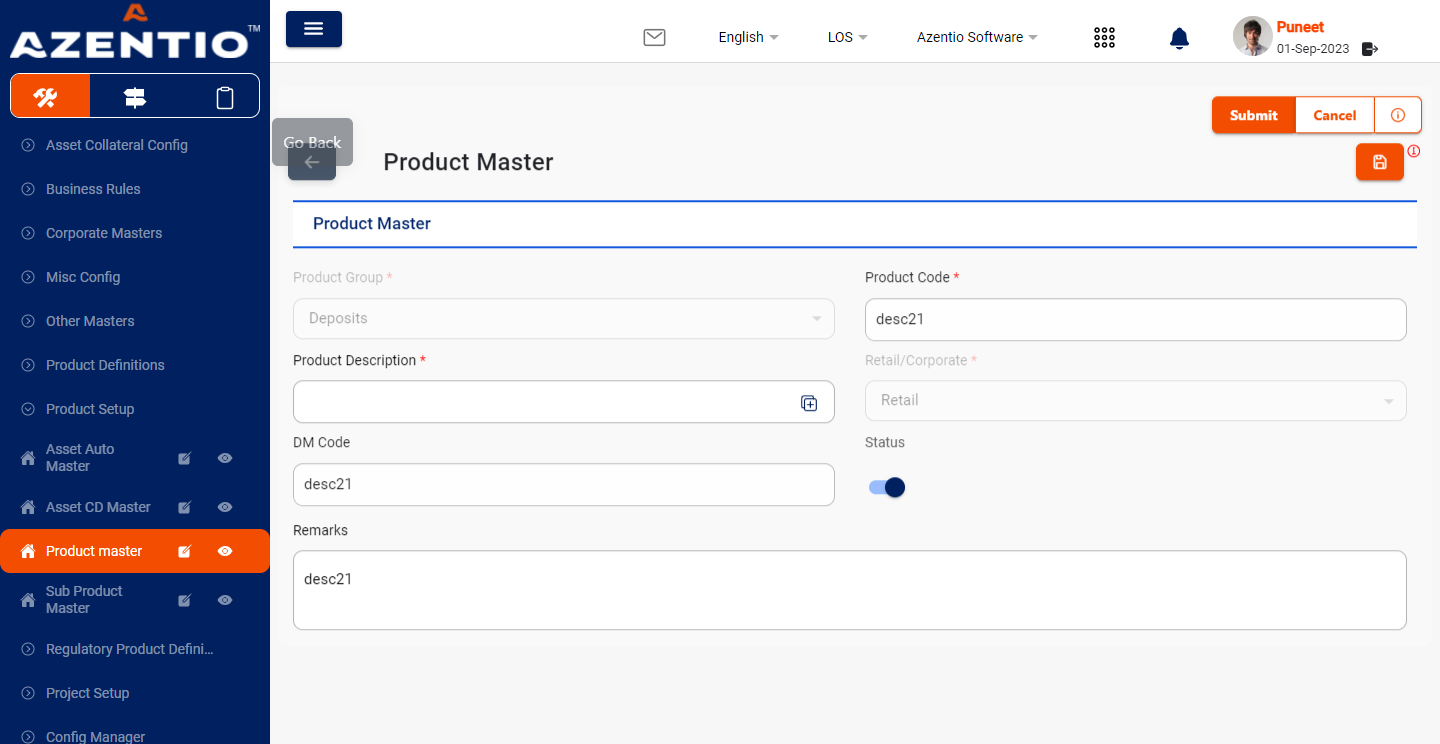 AZENTIO™
English
LOS
Azentio Software
Puneet
01-Sep-2023
Asset Collateral Config
Business Rules
Corporate Masters
Misc Config
Other Masters
Product Definitions
Product Setup
Asset Auto
Master
Asset CD Master
Product master
Sub Product
Master
Regulatory Product Defini...
Project Setup
Config Manager
Submit
Cancel
Go Back
Product Master
Product Master
Product Group *
Product Code *
Deposits
desc21
Product Description *
Retail/Corporate *
Retail
DM Code
Status
desc21
Remarks
desc21